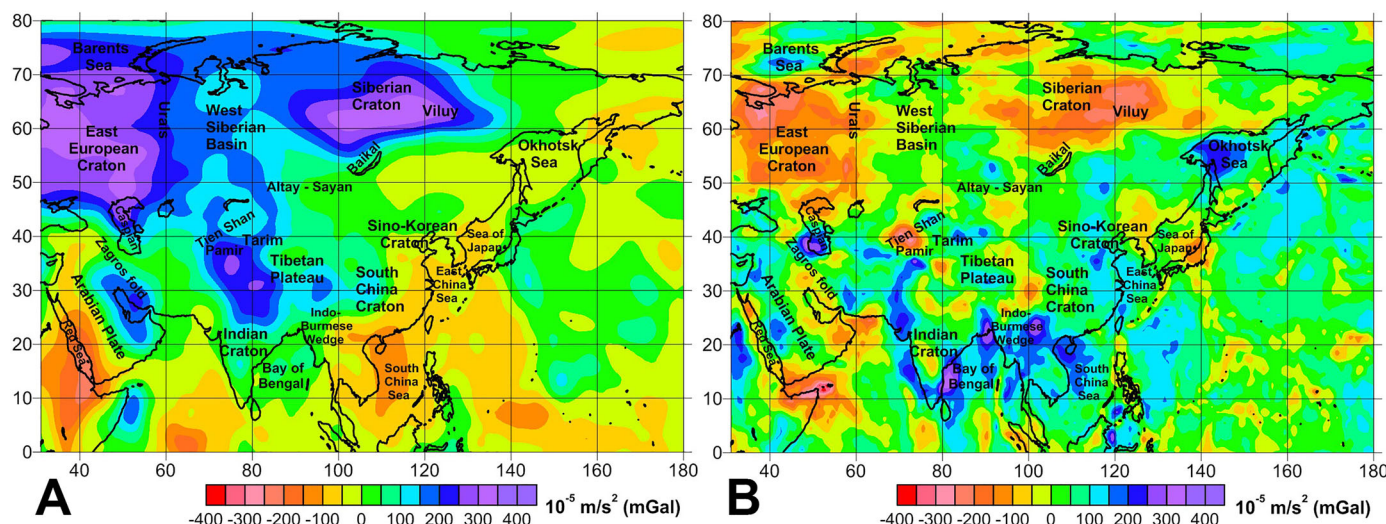 80
70
60
50
40
30
20
10
0
40
60
80
100
120
140
160
180
Barents
Sea
East
European
Craton
Urals
West
Siberian
Basin
Siberian
Craton
Viluy
Baikal
Okhotsk
Sea
Altay - Sayan
Caspian
Tien Shan
Pamir
Tarim
Tibetan
Plateau
Sino-Korean
Craton
Sea of
Japan
East
China
Sea
South
China
Craton
Zagros fold
Arabian Plate
Red Sea
Indian
Craton
Indo-
Burmese
Wedge
Bay of
Bengal
South
China
Sea
A
-400 -300 -200 -100 0 100 200 300 400
10-5 m/s2 (mGal)
80
70
60
50
40
30
20
10
0
40
60
80
100
120
140
160
180
Barents
Sea
East
European
Craton
Urals
West
Siberian
Basin
Siberian
Craton
Viluy
Baikal
Okhotsk
Sea
Altay - Sayan
Caspian
Tien Shan
Pamir
Tarim
Tibetan
Plateau
Sino-Korean
Craton
Sea of
Japan
East
China
Sea
South
China
Craton
Zagros fold
Arabian Plate
Red Sea
Indian
Craton
Indo-
Burmese
Wedge
Bay of
Bengal
South
China
Sea
B
-400 -300 -200 -100 0 100 200 300 400
10-5 m/s2 (mGal)